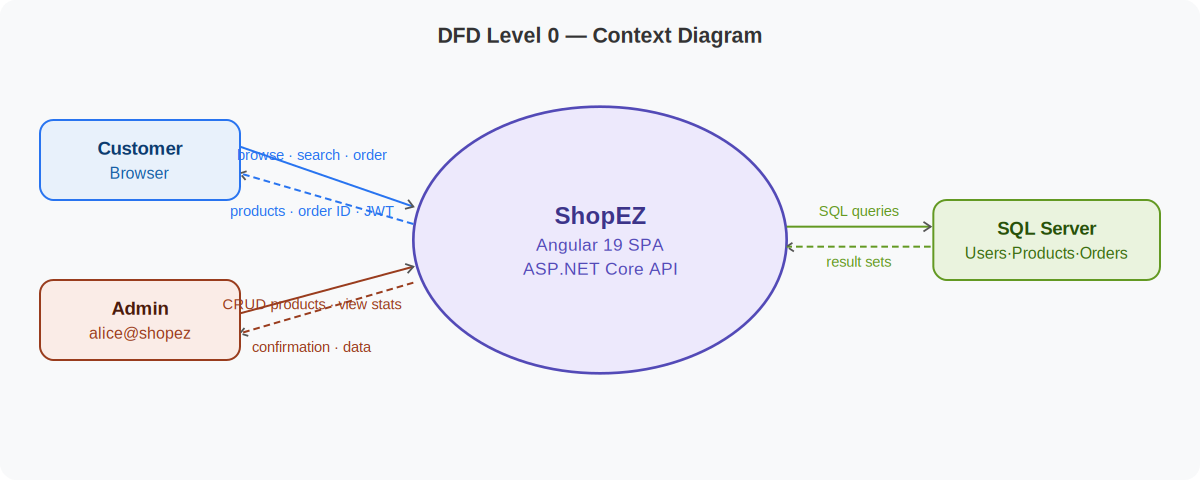 DFD Level 0 — Context Diagram
Customer
Browser
browse · search · order
products · order ID · JWT
Admin
alice@shopez
CRUD products · view stats
confirmation · data
ShopEZ
Angular 19 SPA
ASP.NET Core API
SQL queries
result sets
SQL Server
Users·Products·Orders